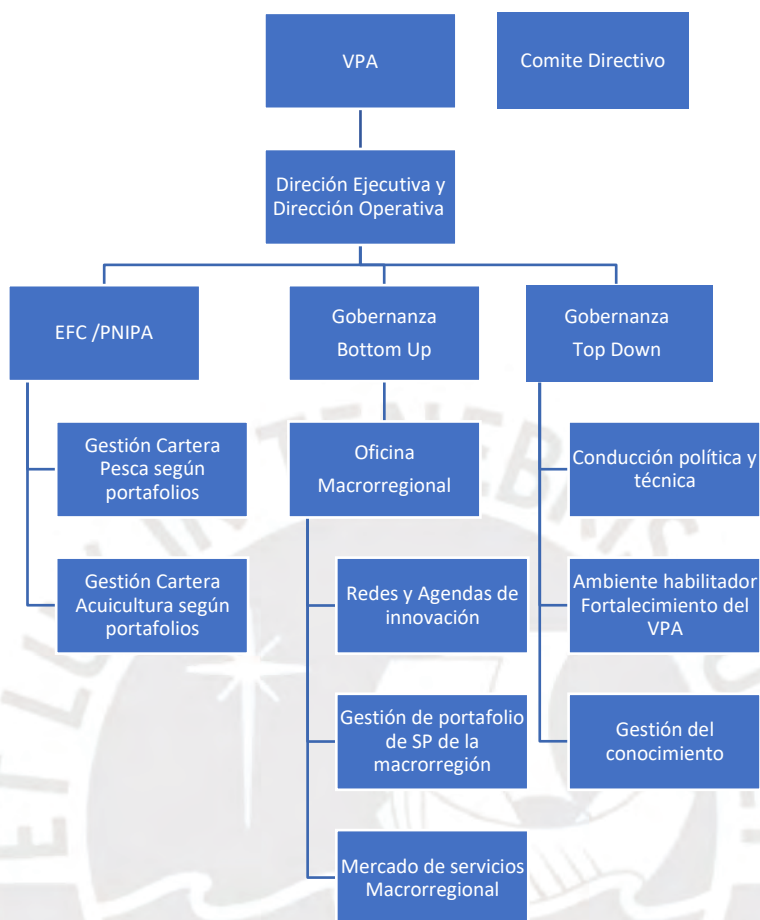 VPA
Comite Directivo
Direción Ejecutiva y
Dirección Operativa
EFC /PNIPA
Gobernanza
Bottom Up
Gobernanza
Top Down
Gestión Cartera
Pesca según
portafolios
Oficina
Macrorregional
Conducción política y
técnica
Gestión Cartera
Acuicultura según
portafolios
Redes y Agendas de
innovación
Ambiente habilitador
Fortalecimiento del
VPA
Gestión de portafolio
de SP de la
macrorregión
Gestión del
conocimiento
Mercado de servicios
Macrorregional